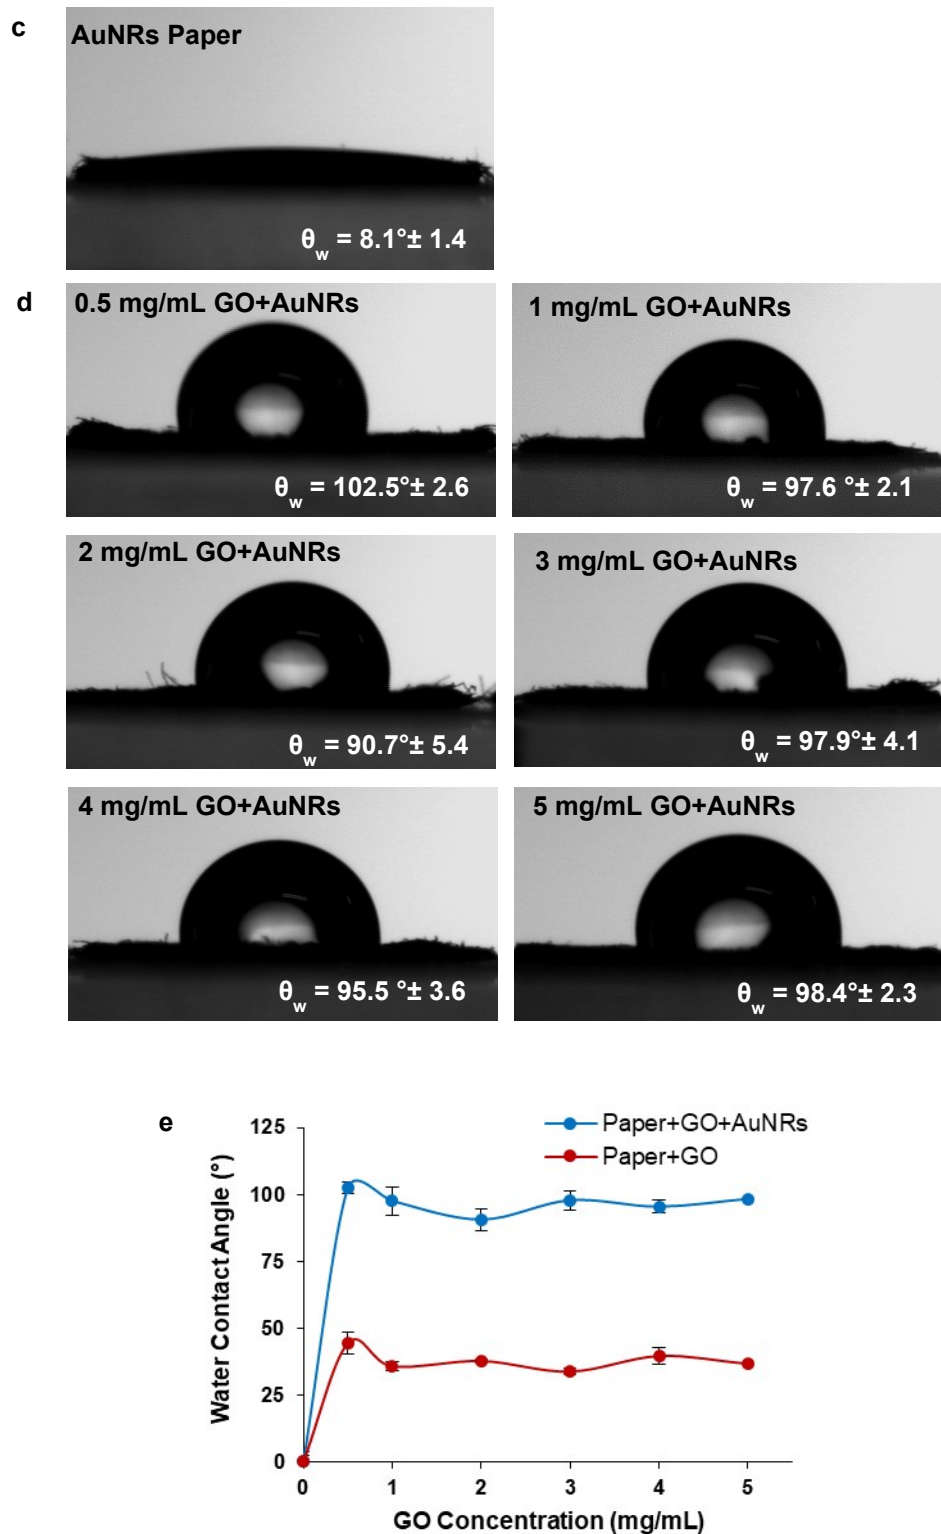 c
AuNRs Paper
θw = 8.1°± 1.4
d
0.5 mg/mL GO+AuNRs
θw = 102.5°± 2.6
1 mg/mL GO+AuNRs
θw = 97.6 °± 2.1
2 mg/mL GO+AuNRs
θw = 90.7°± 5.4
3 mg/mL GO+AuNRs
θw = 97.9°± 4.1
4 mg/mL GO+AuNRs
θw = 95.5 °± 3.6
5 mg/mL GO+AuNRs
θw = 98.4°± 2.3
e
Paper+GO+AuNRs
Paper+GO
Water Contact Angle (°)
125
100
75
50
25
0
0 1 2 3 4 5
GO Concentration (mg/mL)